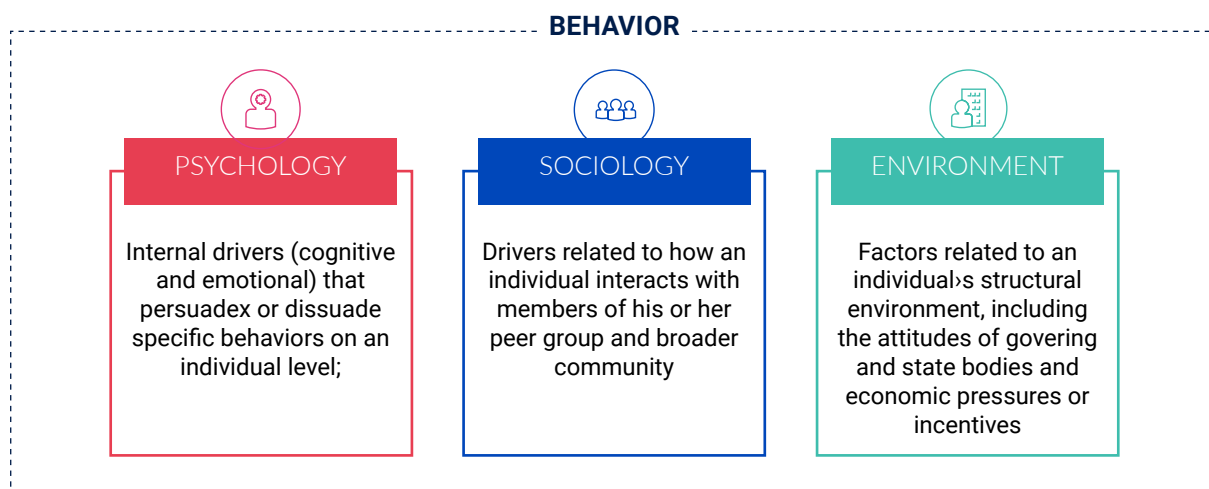 BEHAVIOR
PSYCHOLOGY
Internal drivers (cognitive
and emotional) that
persuadex or dissuade
specific behaviors on an
individual level;
SOCIOLOGY
Drivers related to how an
individual interacts with
members of his or her
peer group and broader
community
ENVIRONMENT
Factors related to an
individual›s structural
environment, including
the attitudes of govering
and state bodies and
economic pressures or
incentives